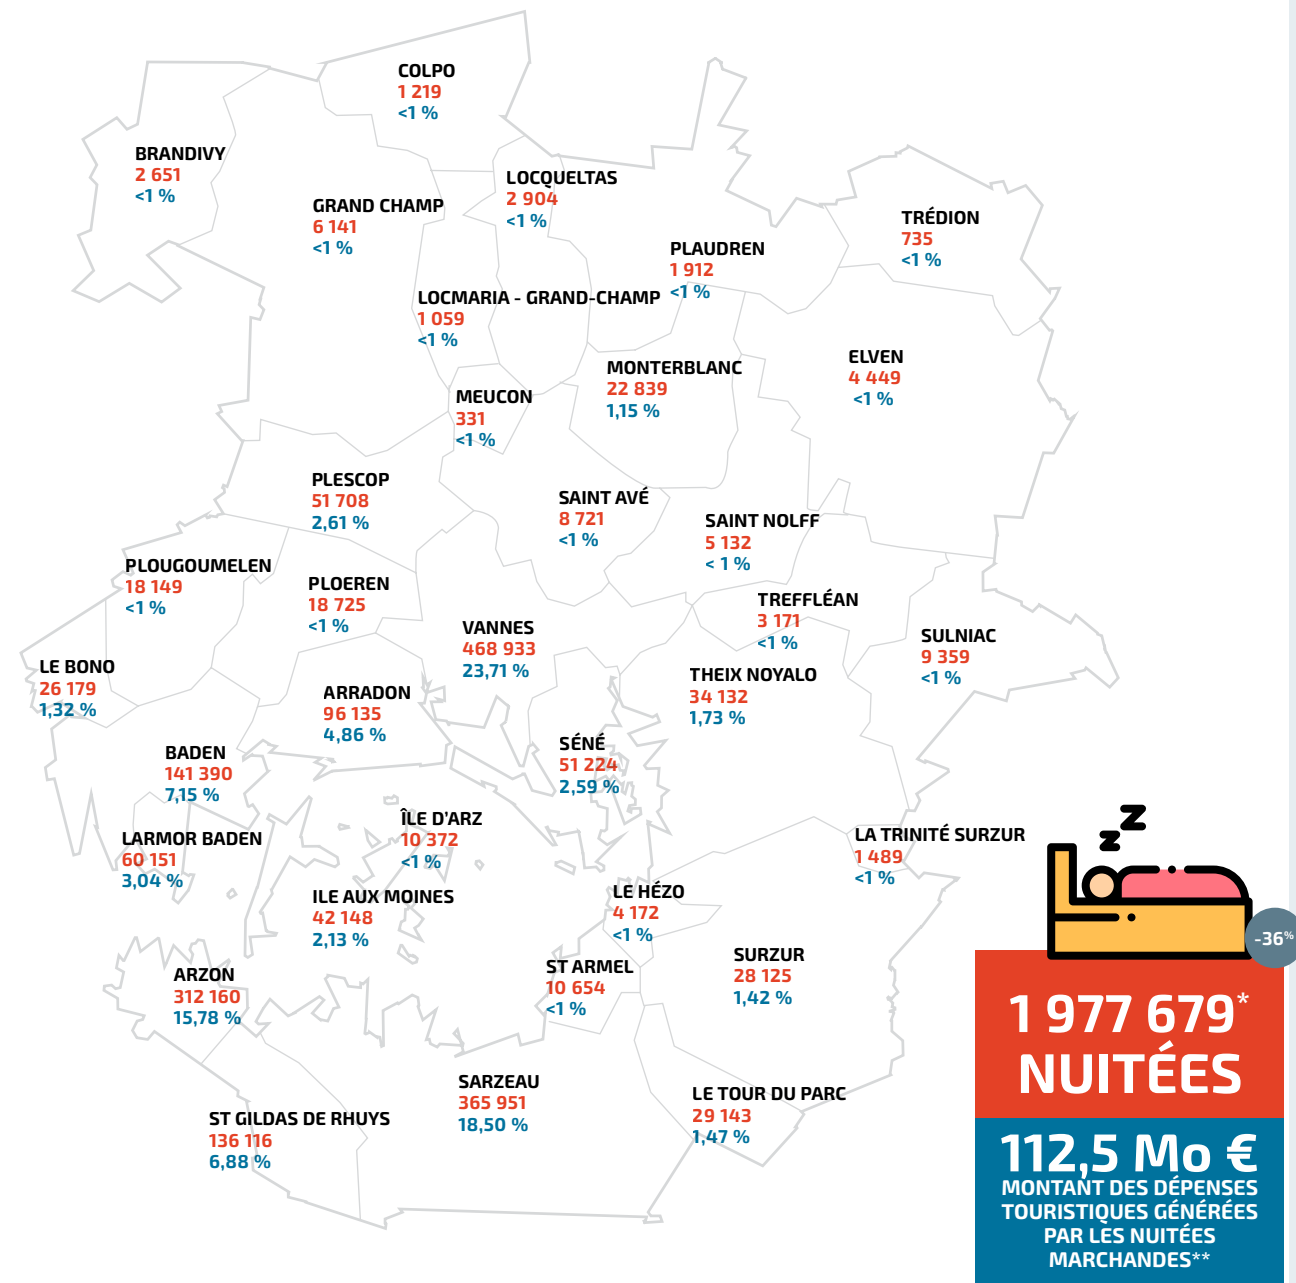 COLPO
1 219
<1 %
BRANDIVY
2 651
<1 %
LOCQUELTAS
2 904
<1 %
GRAND CHAMP
6 141
<1 %
TRÉDION
735
<1 %
PLAUDREN
1 912
<1 %
LOCMARIA - GRAND-CHAMP
1 059
<1 %
ELVEN
4 449
<1 %
MONTERBLANC
22 839
1,15 %
MEUCON
331
<1 %
PLESCOP
51 708
2,61 %
SAINT AVÉ
8 721
<1 %
SAINT NOLFF
5 132
< 1 %
PLOUGOUMELEN
18 149
<1 %
PLOEREN
18 725
<1 %
TREFFLÉAN
3 171
<1 %
VANNES
468 933
23,71 %
SULNIAC
9 359
<1 %
LE BONO
26 179
1,32 %
THEIX NOYALO
34 132
1,73 %
ARRADON
96 135
4,86 %
SÉNÉ
51 224
2,59 %
BADEN
141 390
7,15 %
ÎLE D'ARZ
10 372
<1 %
LARMOR BADEN
60 151
3,04 %
LA TRINITÉ SURZUR
1 489
<1 %
ILE AUX MOINES
42 148
2,13 %
LE HÉZO
4 172
<1 %
SURZUR
28 125
1,42 %
ST ARMEL
10 654
<1 %
ARZON
312 160
15,78 %
SARZEAU
365 951
18,50 %
LE TOUR DU PARC
29 143
1,47 %
ST GILDAS DE RHUYS
136 116
6,88 %
z Z
-36%
1 977 679*
NUITÉES
112,5 Mo €
MONTANT DES DÉPENSES
TOURISTIQUES GÉNÉRÉES
PAR LES NUITÉES
MARCHANDES**